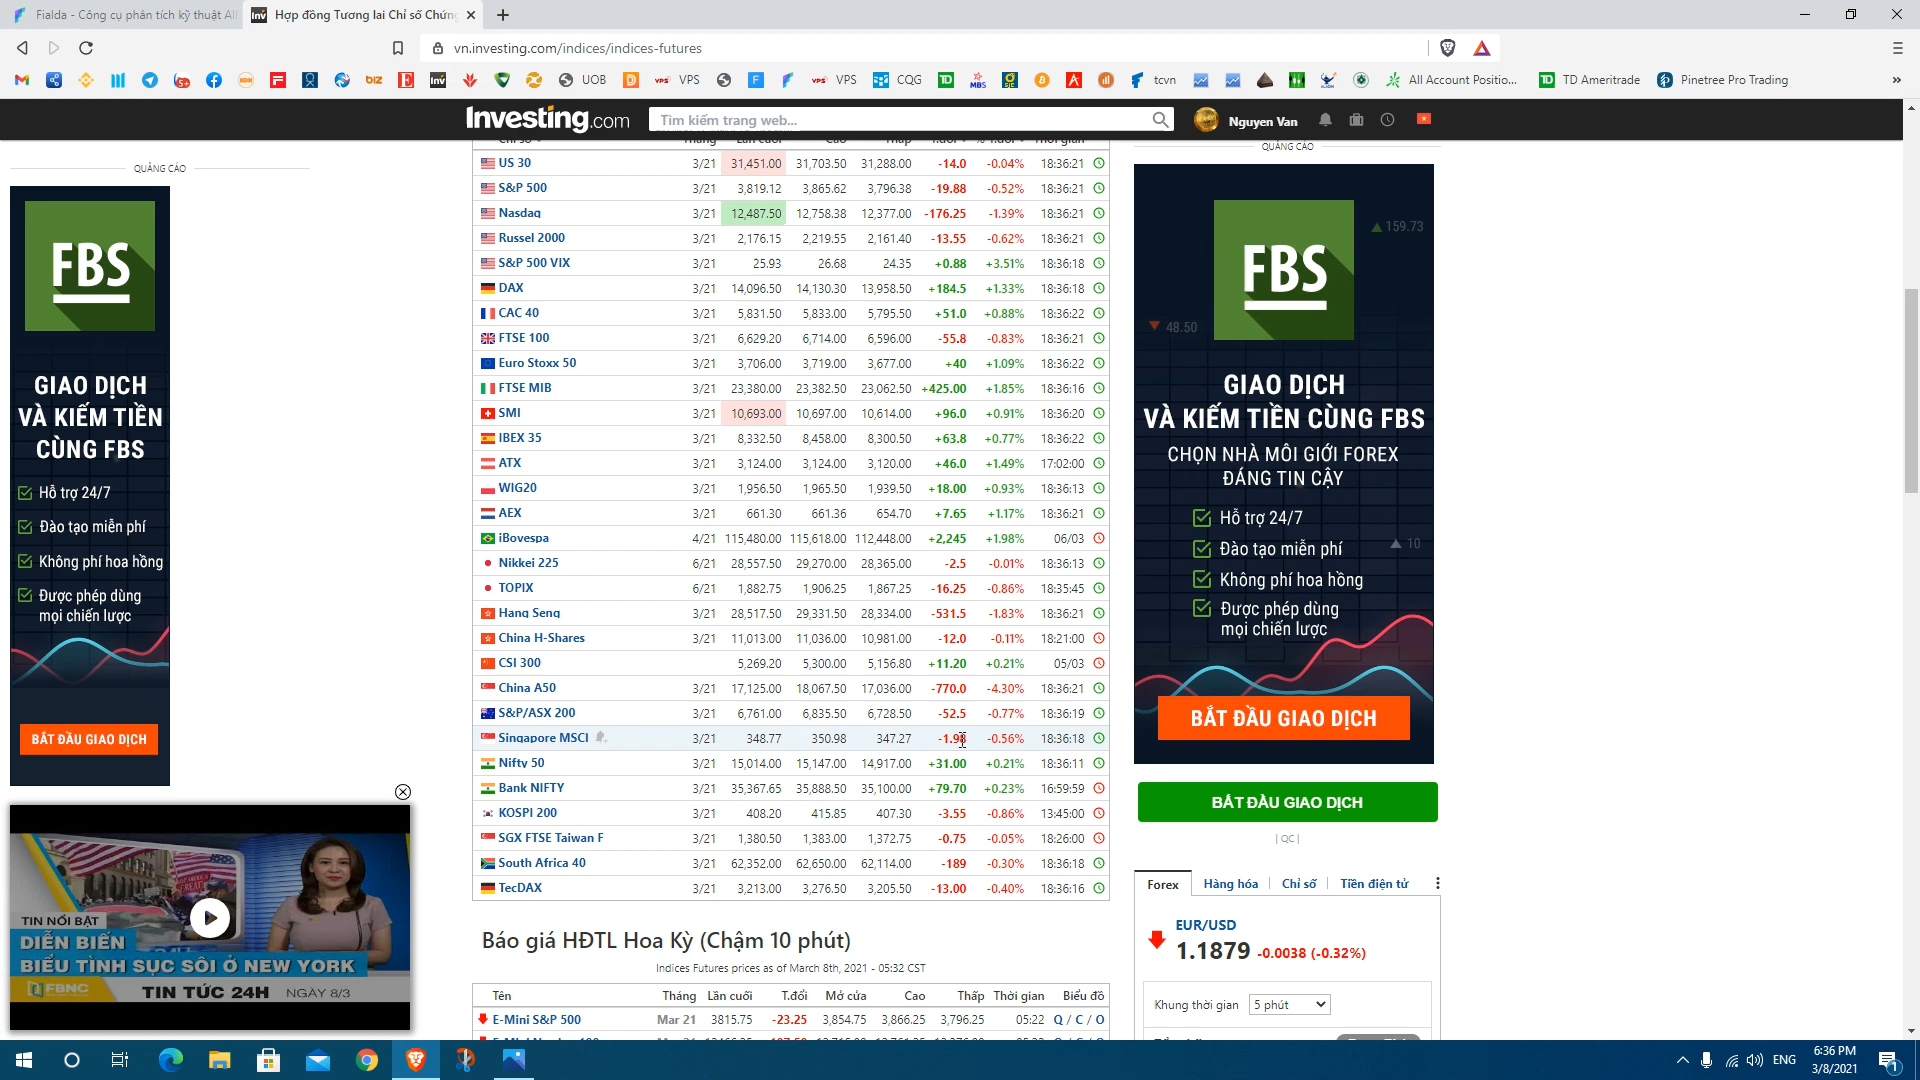 Fialda - Công cụ phân tích kỹ thuật
Hợp đồng Tương lai Chỉ số Chứng
vn.investing.com/indices/indices-futures
UOB
VPS
VPS
CQG
tcvn
All Account Positio...
TD Ameritrade
Pinetree Pro Trading
Investing.com
Tìm kiếm trang web...
Nguyen Van
QUẢNG CÁO
FBS
GIAO DỊCH
VÀ KIẾM TIỀN
CÙNG FBS
Hỗ trợ 24/7
Đào tạo miễn phí
Không phí hoa hồng
Được phép dùng
mọi chiến lược
BẮT ĐẦU GIAO DỊCH
TIN NỔI BẬT
DIỄN BIẾN
BIỂU TÌNH SỤC SÔI Ở NEW YORK
FBNC
TIN TỨC 24H NGÀY 8/3
US 30 3/21 31,451.00 31,703.50 31,288.00 -14.0 -0.04% 18:36:21
S&P 500 3/21 3,819.12 3,865.62 3,796.38 -19.88 -0.52% 18:36:21
Nasdaq 3/21 12,487.50 12,758.38 12,377.00 -176.25 -1.39% 18:36:21
Russel 2000 3/21 2,176.15 2,219.55 2,161.40 -13.55 -0.62% 18:36:21
S&P 500 VIX 3/21 25.93 26.68 24.35 +0.88 +3.51% 18:36:18
DAX 3/21 14,096.50 14,130.30 13,958.50 +184.5 +1.33% 18:36:18
CAC 40 3/21 5,831.50 5,833.00 5,795.50 +51.0 +0.88% 18:36:22
FTSE 100 3/21 6,629.20 6,714.00 6,596.00 -55.8 -0.83% 18:36:21
Euro Stoxx 50 3/21 3,706.00 3,719.00 3,677.00 +40 +1.09% 18:36:22
FTSE MIB 3/21 23,380.00 23,382.50 23,062.50 +425.00 +1.85% 18:36:16
SMI 3/21 10,693.00 10,697.00 10,614.00 +96.0 +0.91% 18:36:20
IBEX 35 3/21 8,332.50 8,458.00 8,300.50 +63.8 +0.77% 18:36:22
ATX 3/21 3,124.00 3,124.00 3,120.00 +46.0 +1.49% 17:02:00
WIG20 3/21 1,956.50 1,965.50 1,939.50 +18.00 +0.93% 18:36:13
AEX 3/21 661.30 661.36 654.70 +7.65 +1.17% 18:36:21
iBovespa 4/21 115,480.00 115,618.00 112,448.00 +2,245 +1.98% 06/03
Nikkei 225 6/21 28,557.50 29,270.00 28,365.00 -2.5 -0.01% 18:36:13
TOPIX 6/21 1,882.75 1,906.25 1,867.25 -16.25 -0.86% 18:35:45
Hang Seng 3/21 28,517.50 29,331.50 28,334.00 -531.5 -1.83% 18:36:21
China H-Shares 3/21 11,013.00 11,036.00 10,981.00 -12.0 -0.11% 18:21:00
CSI 300 5,269.20 5,300.00 5,156.80 +11.20 +0.21% 05/03
China A50 3/21 17,125.00 18,067.50 17,036.00 -770.0 -4.30% 18:36:21
S&P/ASX 200 3/21 6,761.00 6,835.50 6,728.50 -52.5 -0.77% 18:36:19
Singapore MSCI 3/21 348.77 350.98 347.27 -0.56% 18:36:18
Nifty 50 3/21 15,014.00 15,147.00 14,917.00 +31.00 +0.21% 18:36:11
Bank NIFTY 3/21 35,367.65 35,888.50 35,100.00 +79.70 +0.23% 16:59:59
KOSPI 200 3/21 408.20 415.85 407.30 -3.55 -0.86% 13:45:00
SGX FTSE Taiwan F 3/21 1,380.50 1,383.00 1,372.75 -0.75 -0.05% 18:26:00
South Africa 40 3/21 62,352.00 62,650.00 62,114.00 -189 -0.30% 18:36:18
TecDAX 3/21 3,213.00 3,276.50 3,205.50 -13.00 -0.40% 18:36:16
Báo giá HĐTL Hoa Kỳ (Chậm 10 phút)
Indices Futures prices as of March 8th, 2021 - 05:32 CST
Tên Tháng Lần cuối T.đổi Mở cửa Cao Thấp Thời gian Biểu đồ
E-Mini S&P 500 Mar 21 3815.75 -23.25 3,854.75 3,866.25 3,796.25 05:22 Q / C / O
QUẢNG CÁO
159.73
FBS
48.50
GIAO DỊCH
VÀ KIẾM TIỀN CÙNG FBS
CHỌN NHÀ MÔI GIỚI FOREX
ĐÁNG TIN CẬY
Hỗ trợ 24/7
Đào tạo miễn phí
10
Không phí hoa hồng
Được phép dùng
mọi chiến lược
BẮT ĐẦU GIAO DỊCH
BẮT ĐẦU GIAO DỊCH
| QC |
Forex Hàng hóa Chỉ số Tiền điện tử
EUR/USD
1.1879 -0.0038 (-0.32%)
Khung thời gian 5 phút
ENG
6:36 PM
3/8/2021